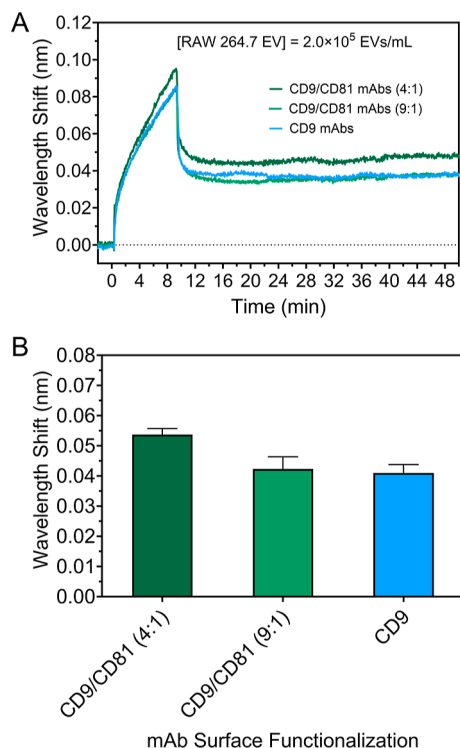 A
[RAW 264.7 EV] = 2.0×10⁵ EVs/mL
CD9/CD81 mAbs (4:1)
CD9/CD81 mAbs (9:1)
CD9 mAbs
Wavelength Shift (nm)
0.12
0.10
0.08
0.06
0.04
0.02
0.00
0 4 8 12 16 20 24 28 32 36 40 44 48
Time (min)
B
Wavelength Shift (nm)
0.08
0.07
0.06
0.05
0.04
0.03
0.02
0.01
0.00
CD9/CD81 (4:1)
CD9/CD81 (9:1)
CD9
mAb Surface Functionalization